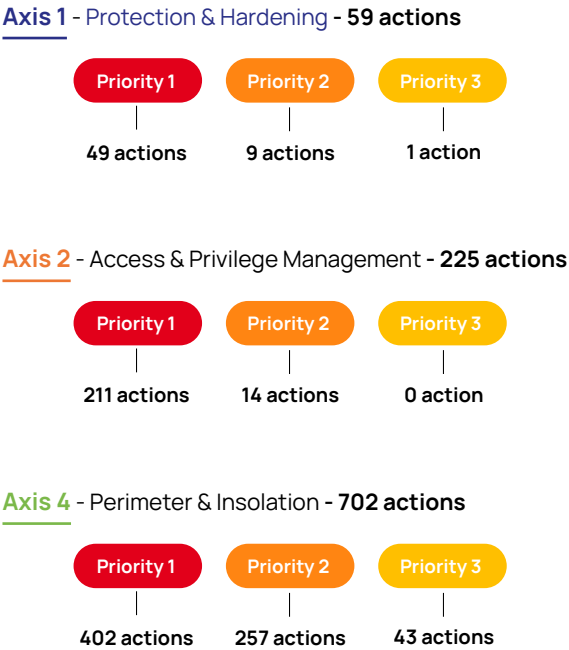 Axis 1 - Protection & Hardening - 59 actions
Priority 1 Priority 2 Priority 3
49 actions 9 actions 1 action
Axis 2 - Access & Privilege Management - 225 actions
Priority 1 Priority 2 Priority 3
211 actions 14 actions 0 action
Axis 4 - Perimeter & Insolation - 702 actions
Priority 1 Priority 2 Priority 3
402 actions 257 actions 43 actions